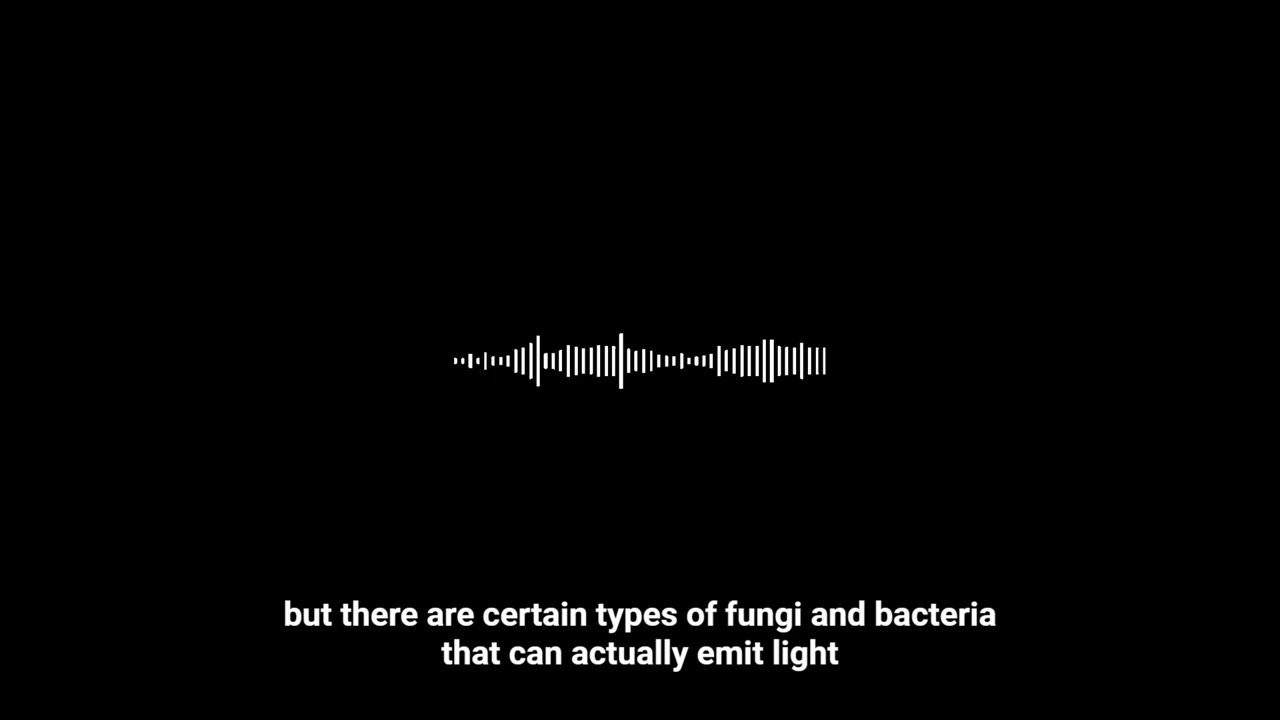 but there are certain types of fungi and bacteria
that can actually emit light